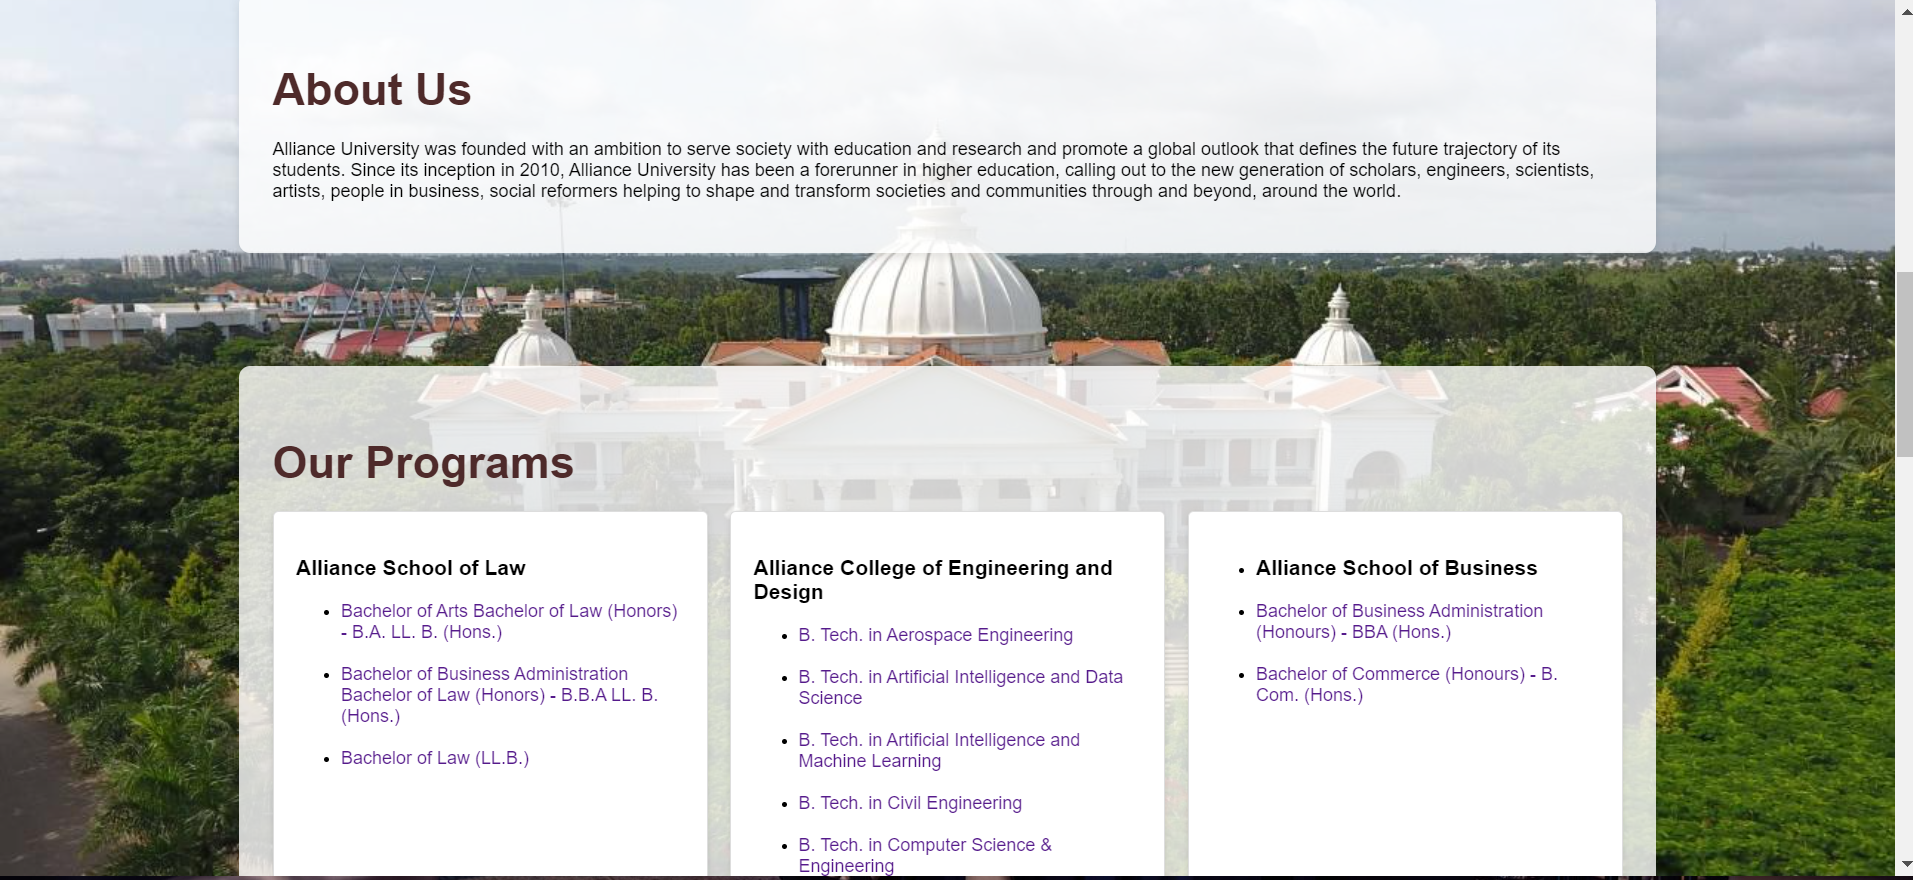 About Us
Alliance University was founded with an ambition to serve society with education and research and promote a global outlook that defines the future trajectory of its
students. Since its inception in 2010, Alliance University has been a forerunner in higher education, calling out to the new generation of scholars, engineers, scientists,
artists, people in business, social reformers helping to shape and transform societies and communities through and beyond, around the world.
Our Programs
Alliance School of Law
• Bachelor of Arts Bachelor of Law (Honors)
- B.A. LL. B. (Hons.)
• Bachelor of Business Administration
Bachelor of Law (Honors) - B.B.A LL. B.
(Hons.)
• Bachelor of Law (LL.B.)
Alliance College of Engineering and
Design
• B. Tech. in Aerospace Engineering
• B. Tech. in Artificial Intelligence and Data
Science
• B. Tech. in Artificial Intelligence and
Machine Learning
• B. Tech. in Civil Engineering
• B. Tech. in Computer Science &
Engineering
• Alliance School of Business
• Bachelor of Business Administration
(Honours) - BBA (Hons.)
• Bachelor of Commerce (Honours) - B.
Com. (Hons.)